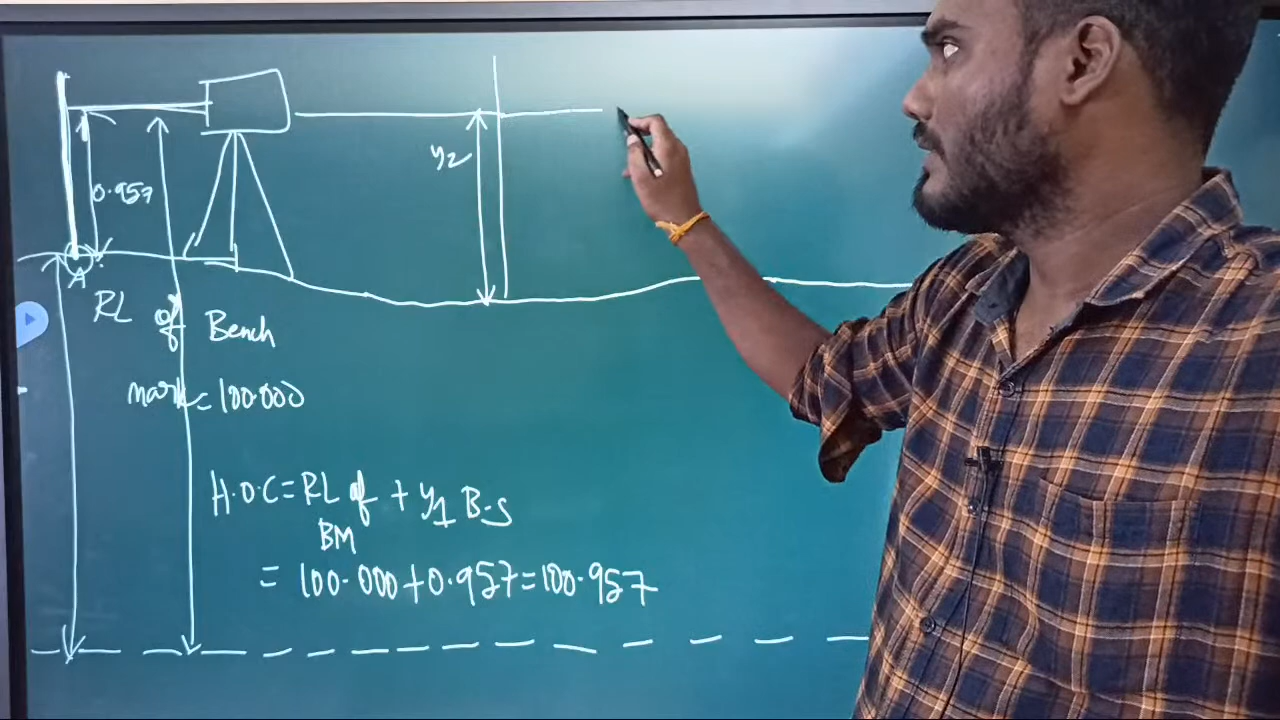 y2
0.957
A
RL of Bench
mark = 100.000
H.O.C = RL of + y1 B.S
BM
= 100.000 + 0.957 = 100.957